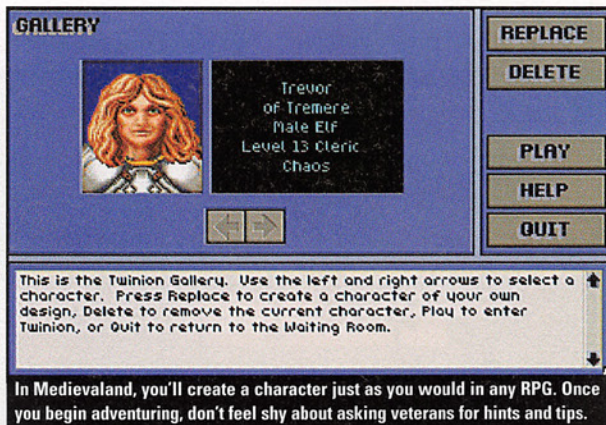 GALLERY
Trevor
of Tremere
Male Elf
Level 13 Cleric
Chaos
REPLACE
DELETE
PLAY
HELP
QUIT
This is the Twinion Gallery. Use the left and right arrows to select a
character. Press Replace to create a character of your own
design, Delete to remove the current character, Play to enter
Twinion, or Quit to return to the Waiting Room.
In Medievaland, you'll create a character just as you would in any RPG. Once
you begin adventuring, don't feel shy about asking veterans for hints and tips.